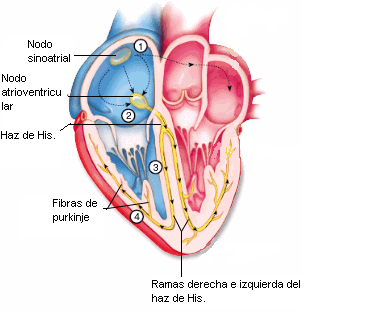 Nodo
sinoatrial
1
Nodo
atrioventricu
lar
2
Haz de His.
3
Fibras de
purkinje
4
Ramas derecha e izquierda del
haz de His.